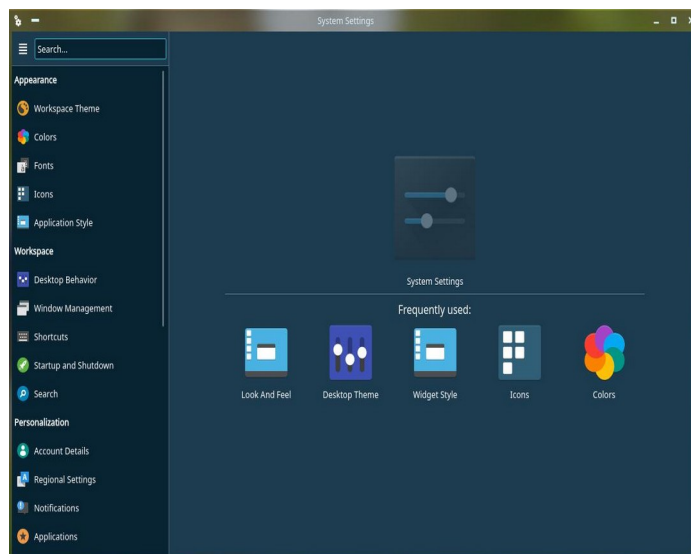 System Settings
Search...
Appearance
Workspace Theme
Colors
Fonts
Icons
Application Style
Workspace
Desktop Behavior
Window Management
Shortcuts
Startup and Shutdown
Search
Personalization
Account Details
Regional Settings
Notifications
Applications
System Settings
Frequently used:
Look And Feel
Desktop Theme
Widget Style
Icons
Colors